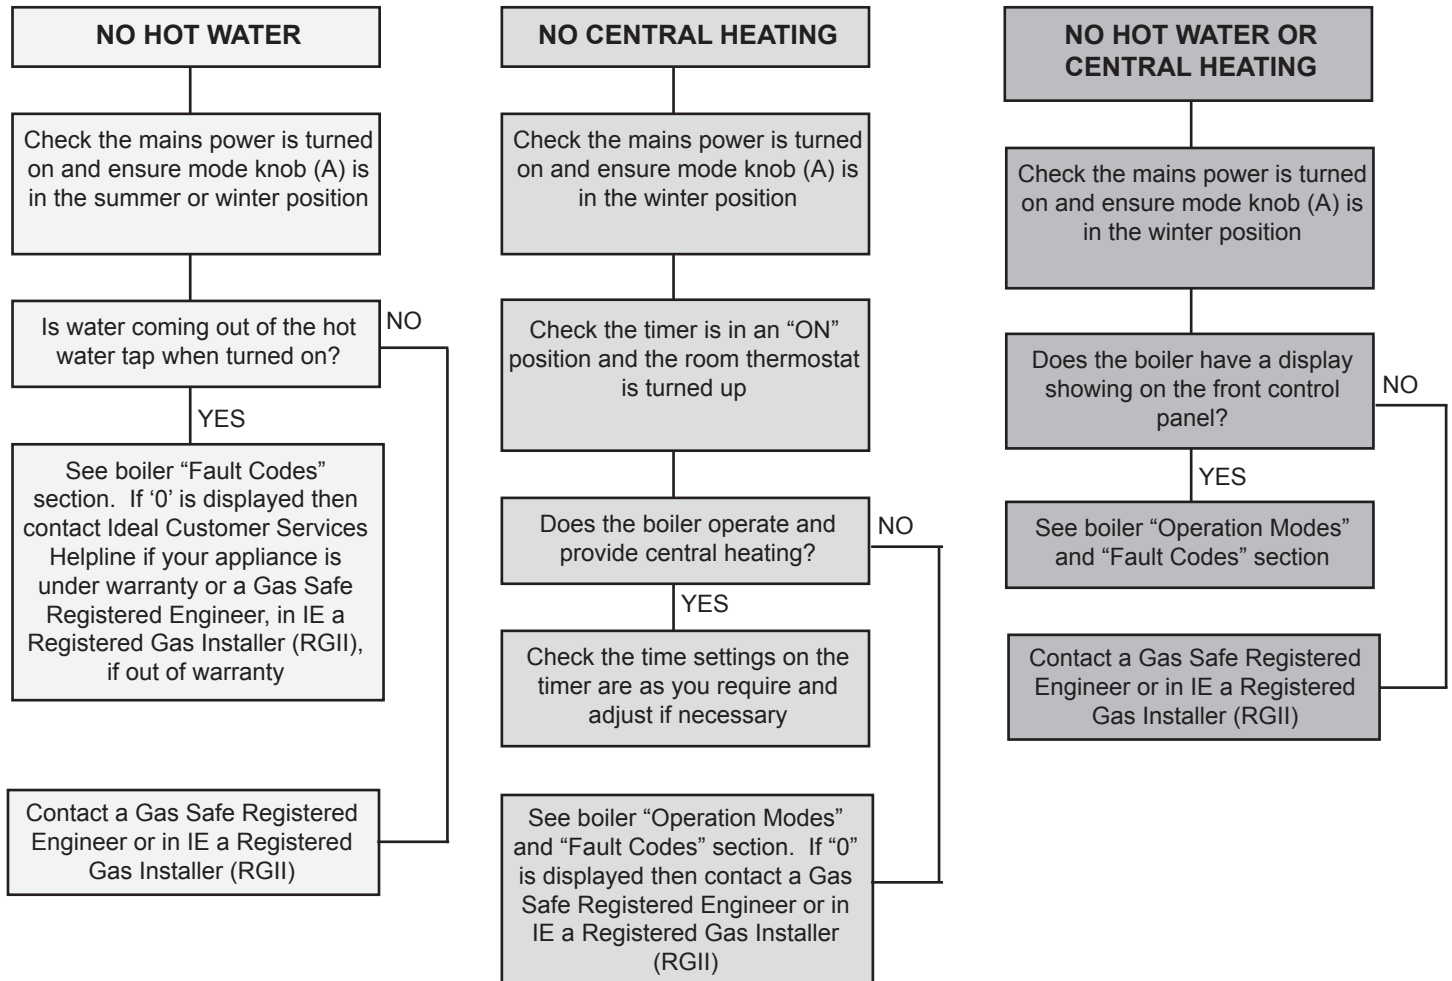 NO HOT WATER
Check the mains power is turned
on and ensure mode knob (A) is
in the summer or winter position
Is water coming out of the hot
water tap when turned on?
NO
YES
See boiler “Fault Codes”
section.  If ‘0’ is displayed then
contact Ideal Customer Services
Helpline if your appliance is
under warranty or a Gas Safe
Registered Engineer, in IE a
Registered Gas Installer (RGII),
if out of warranty
Contact a Gas Safe Registered
Engineer or in IE a Registered
Gas Installer (RGII)
NO CENTRAL HEATING
Check the mains power is turned
on and ensure mode knob (A) is
in the winter position
Check the timer is in an “ON”
position and the room thermostat
is turned up
Does the boiler operate and
provide central heating?
NO
YES
Check the time settings on the
timer are as you require and
adjust if necessary
See boiler “Operation Modes”
and “Fault Codes” section.  If “0”
is displayed then contact a Gas
Safe Registered Engineer or in
IE a Registered Gas Installer
(RGII)
NO HOT WATER OR
CENTRAL HEATING
Check the mains power is turned
on and ensure mode knob (A) is
in the winter position
Does the boiler have a display
showing on the front control
panel?
NO
YES
See boiler “Operation Modes”
and “Fault Codes” section
Contact a Gas Safe Registered
Engineer or in IE a Registered
Gas Installer (RGII)